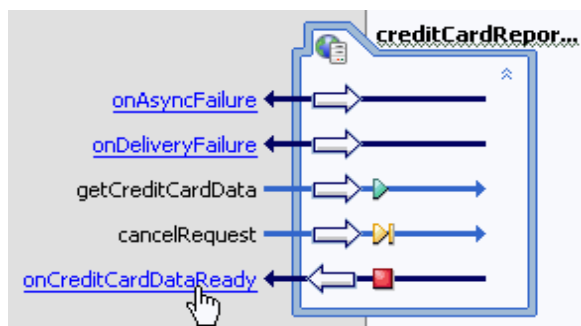 creditCardRepor...
onAsyncFailure
onDeliveryFailure
getCreditCardData
cancelRequest
onCreditCardDataReady